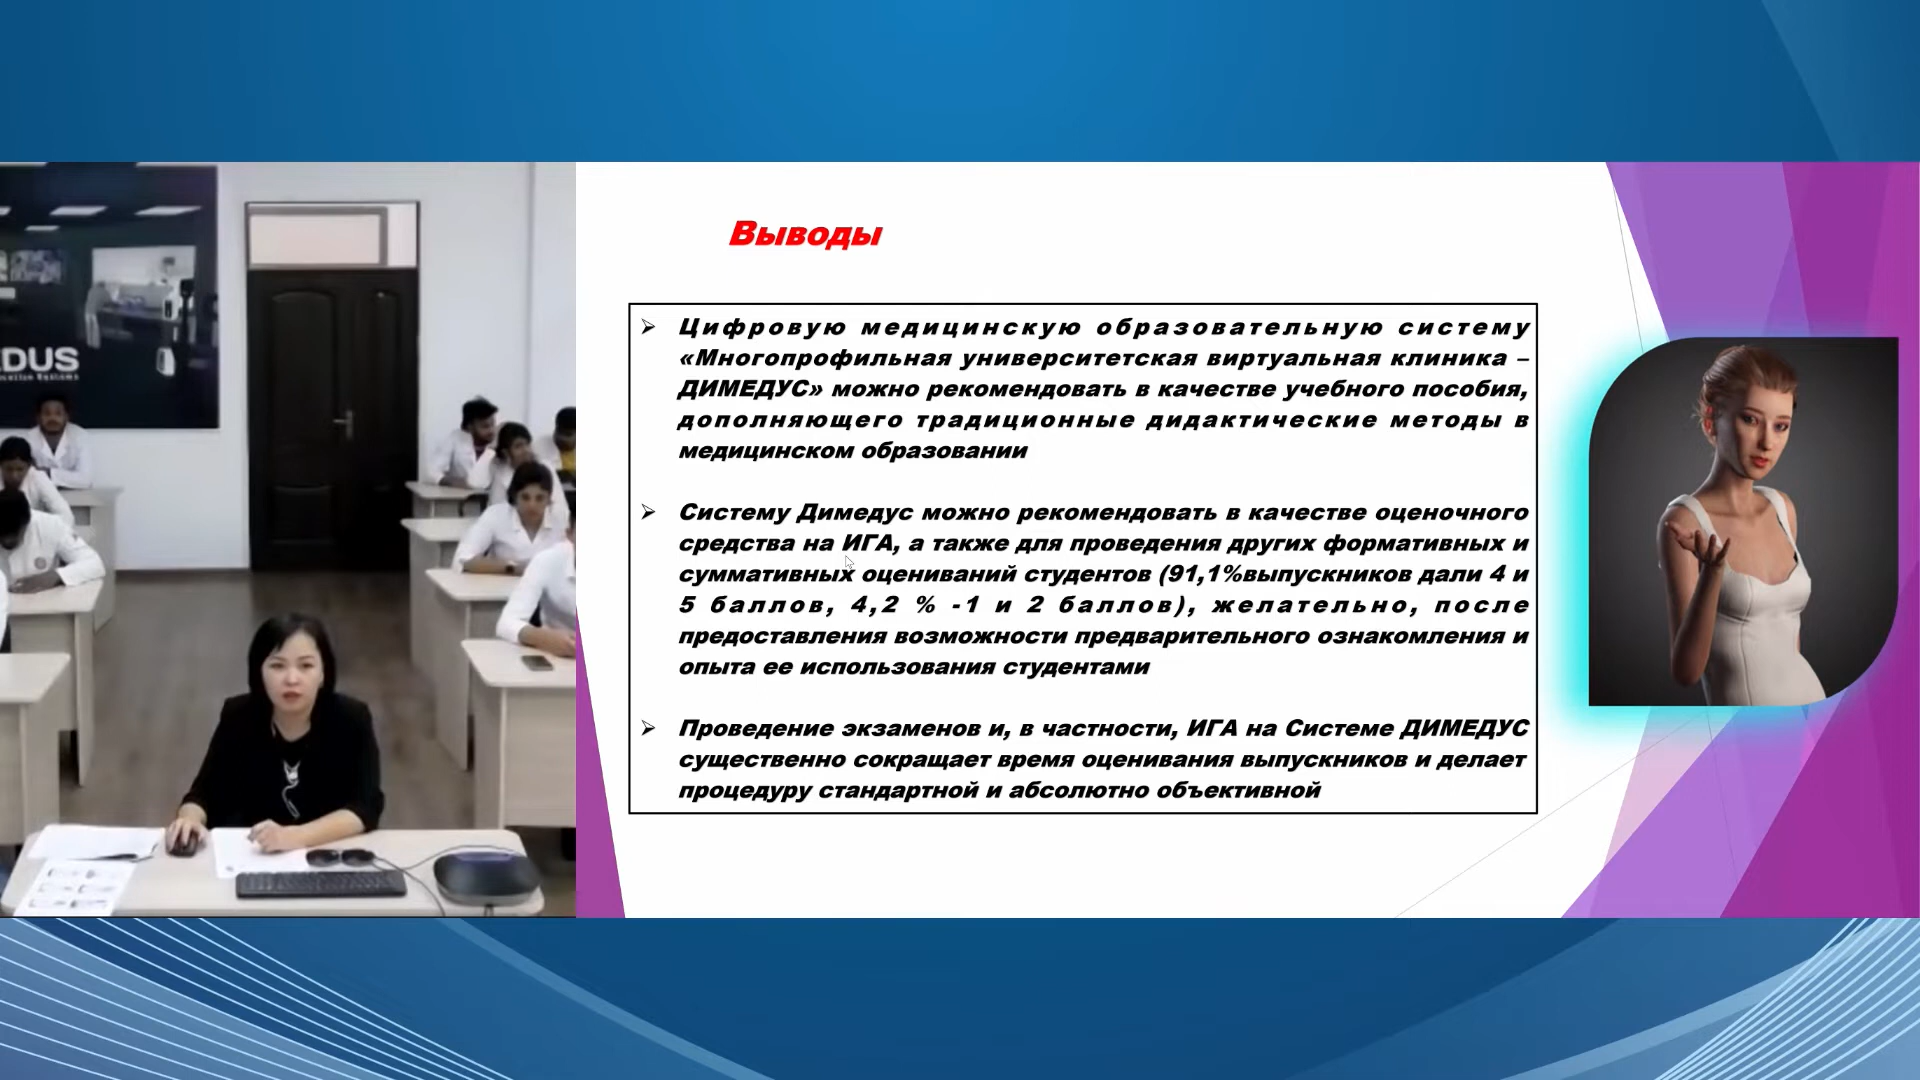 DUS
Выводы
Цифровую медицинскую образовательную систему
«Многопрофильная университетская виртуальная клиника –
ДИМЕДУС» можно рекомендовать в качестве учебного пособия,
дополняющего традиционные дидактические методы в
медицинском образовании
Систему Димедус можно рекомендовать в качестве оценочного
средства на ИГА, а также для проведения других формативных и
суммативных оцениваний студентов (91,1%выпускников дали 4 и
5 баллов, 4,2 % -1 и 2 баллов), желательно, после
предоставления возможности предварительного ознакомления и
опыта ее использования студентами
Проведение экзаменов и, в частности, ИГА на Системе ДИМЕДУС
существенно сокращает время оценивания выпускников и делает
процедуру стандартной и абсолютно объективной